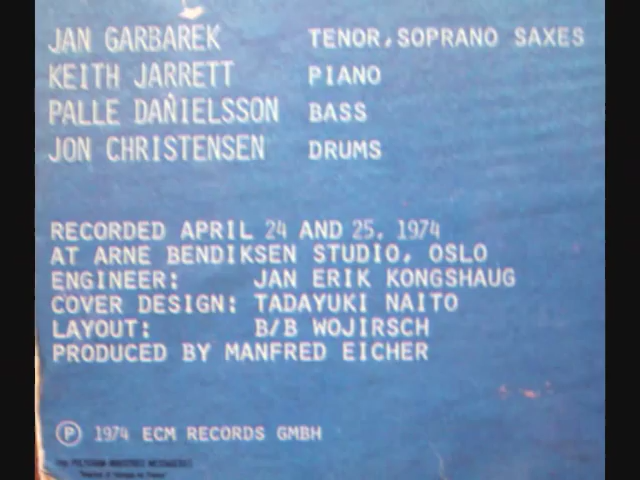 JAN GARBAREK TENOR, SOPRANO SAXES
KEITH JARRETT PIANO
PALLE DANIELSSON BASS
JON CHRISTENSEN DRUMS
RECORDED APRIL 24 AND 25, 1974
AT ARNE BENDIKSEN STUDIO, OSLO
ENGINEER: JAN ERIK KONGSHAUG
COVER DESIGN: TADAYUKI NAITO
LAYOUT: B/B WOJIRSCH
PRODUCED BY MANFRED EICHER
Ⓟ 1974 ECM RECORDS GMBH